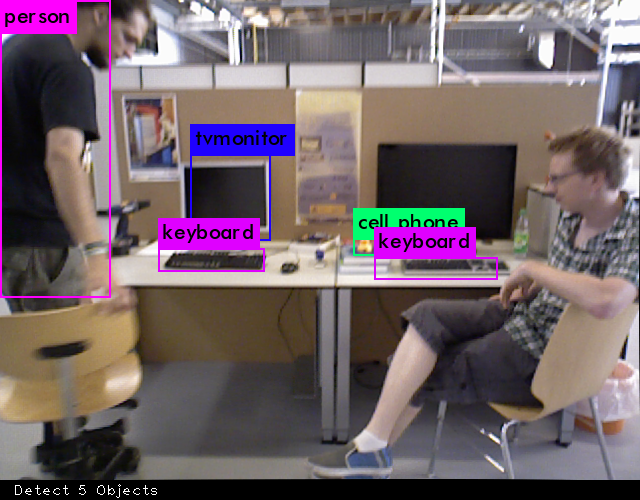 person
tvmonitor
cell phone
keyboard
keyboard
Detect 5 Objects